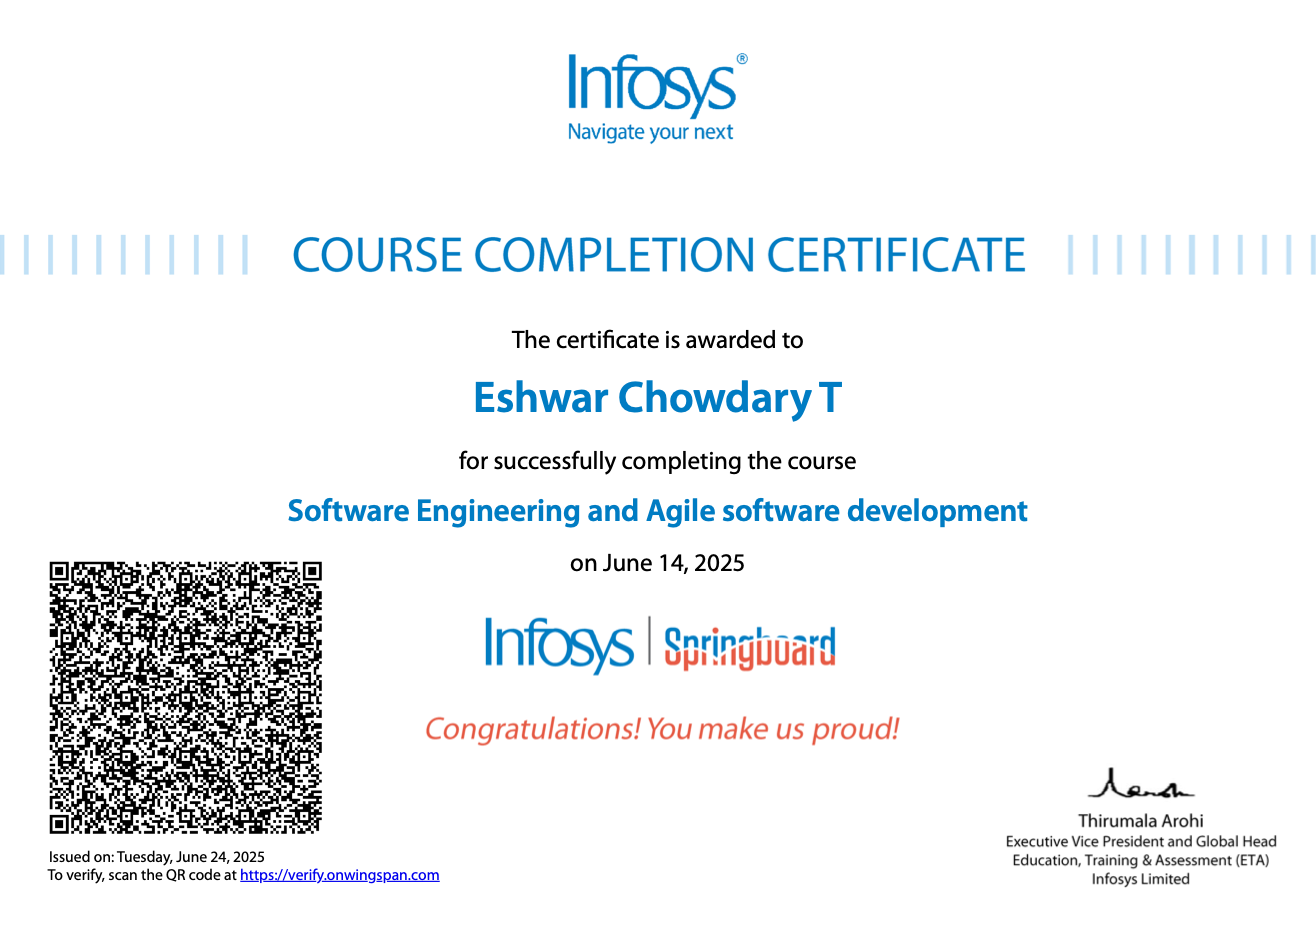 Infosys®
Navigate your next
COURSE COMPLETION CERTIFICATE
The certificate is awarded to
Eshwar Chowdary T
for successfully completing the course
Software Engineering and Agile software development
on June 14, 2025
Infosys | Springboard
Congratulations! You make us proud!
Thirumala Arohi
Executive Vice President and Global Head
Education, Training & Assessment (ETA)
Infosys Limited
Issued on: Tuesday, June 24, 2025
To verify, scan the QR code at https://verify.onwingspan.com